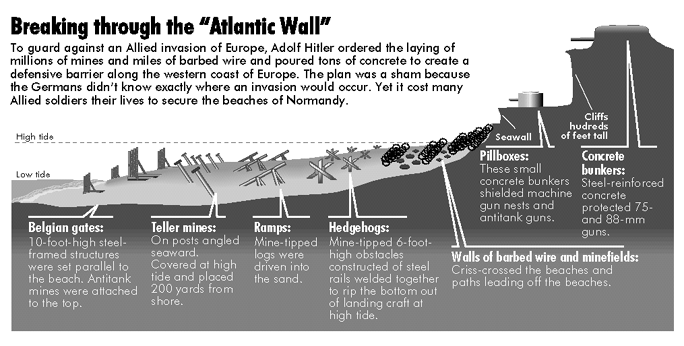 Breaking through the “Atlantic Wall”
To guard against an Allied invasion of Europe, Adolf Hitler ordered the laying of
millions of mines and miles of barbed wire and poured tons of concrete to create a
defensive barrier along the western coast of Europe. The plan was a sham because
the Germans didn’t know exactly where an invasion would occur. Yet it cost many
Allied soldiers their lives to secure the beaches of Normandy.
High tide
Low tide
Seawall
Cliffs
hudreds
of feet tall
Belgian gates:
10-foot-high steel-
framed structures
were set parallel to
the beach. Antitank
mines were attached
to the top.
Teller mines:
On posts angled
seaward.
Covered at high
tide and placed
200 yards from
shore.
Ramps:
Mine-tipped
logs were
driven into
the sand.
Hedgehogs:
Mine-tipped 6-foot-
high obstacles
constructed of steel
rails welded together
to rip the bottom out
of landing craft at
high tide.
Pillboxes:
These small
concrete bunkers
shielded machine
gun nests and
antitank guns.
Concrete
bunkers:
Steel-reinforced
concrete
protected 75-
and 88-mm
guns.
Walls of barbed wire and minefields:
Criss-crossed the beaches and
paths leading off the beaches.